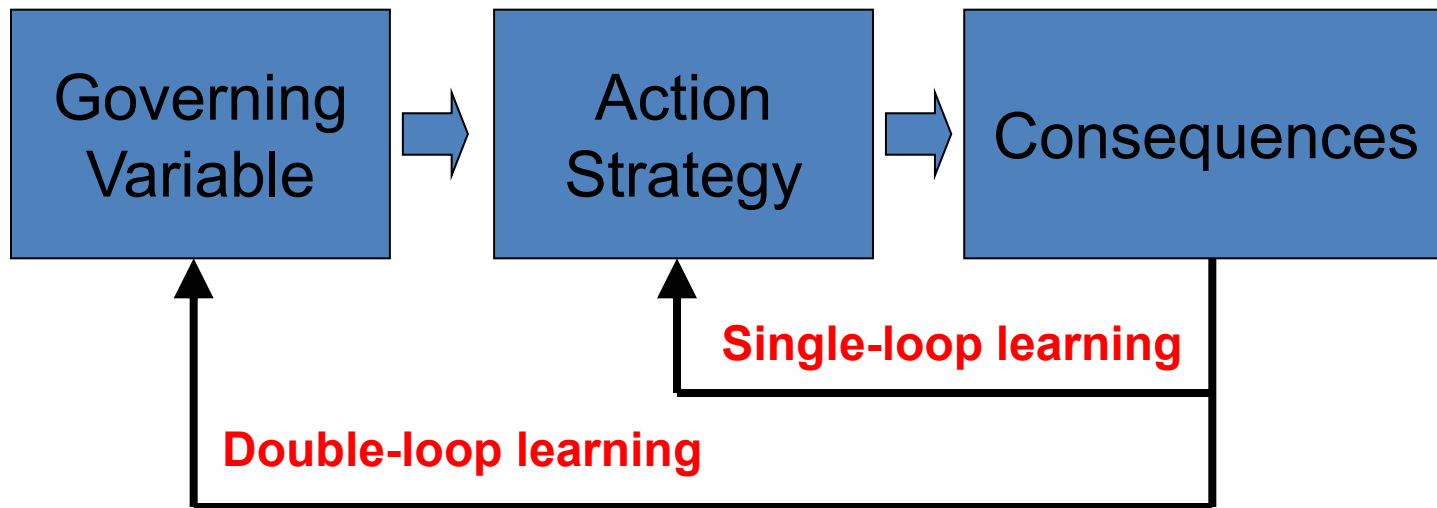 Governing
Variable
Action
Strategy
Consequences
Single-loop learning
Double-loop learning